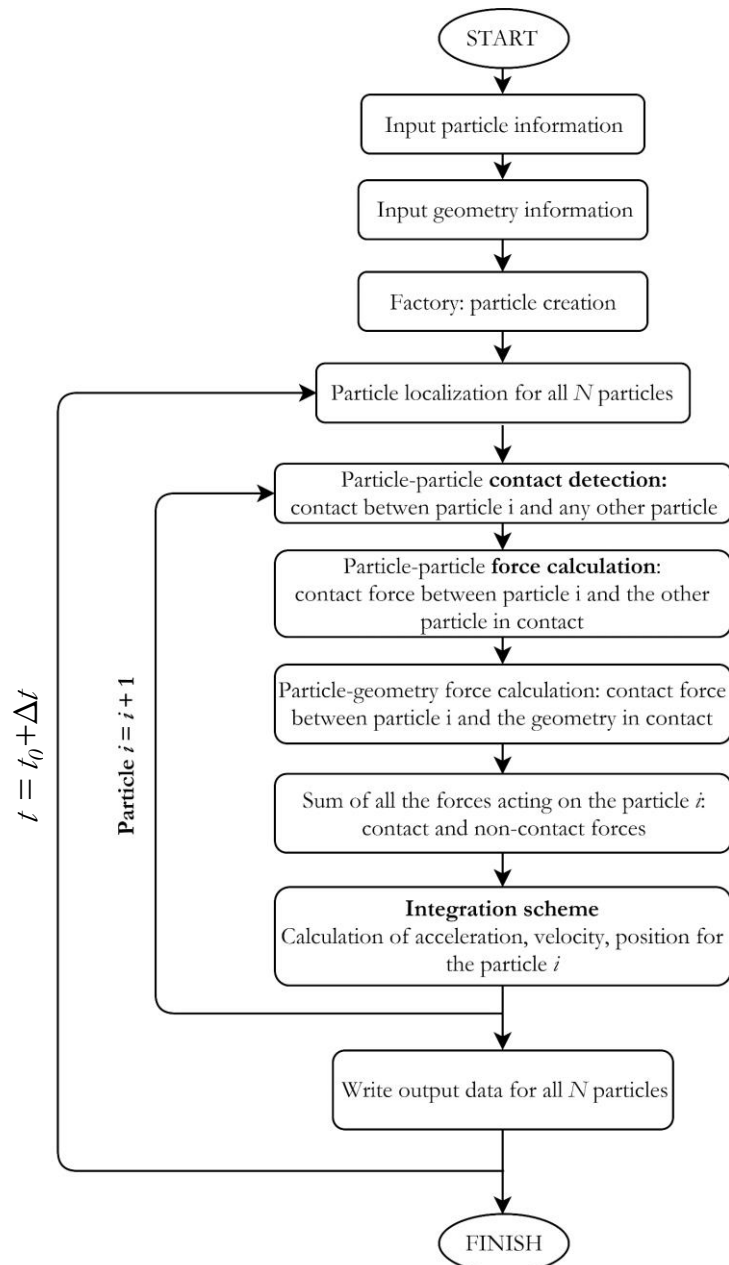 START
Input particle information
Input geometry information
Factory: particle creation
Particle localization for all N particles
Particle-particle contact detection:
contact betwen particle i and any other particle
Particle-particle force calculation:
contact force between particle i and the other
particle in contact
Particle-geometry force calculation: contact force
between particle i and the geometry in contact
Sum of all the forces acting on the particle i:
contact and non-contact forces
Integration scheme
Calculation of acceleration, velocity, position for
the particle i
Write output data for all N particles
FINISH
Particle i = i + 1
t = t₀+Δt